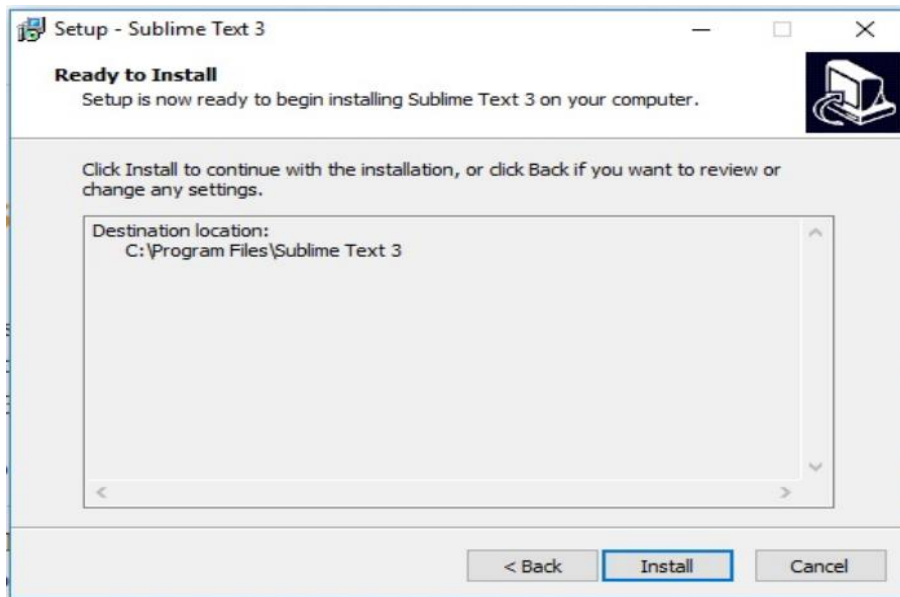 Setup - Sublime Text 3
Ready to Install
Setup is now ready to begin installing Sublime Text 3 on your computer.
Click Install to continue with the installation, or click Back if you want to review or
change any settings.
Destination location:
C:\Program Files\Sublime Text 3
< Back
Install
Cancel